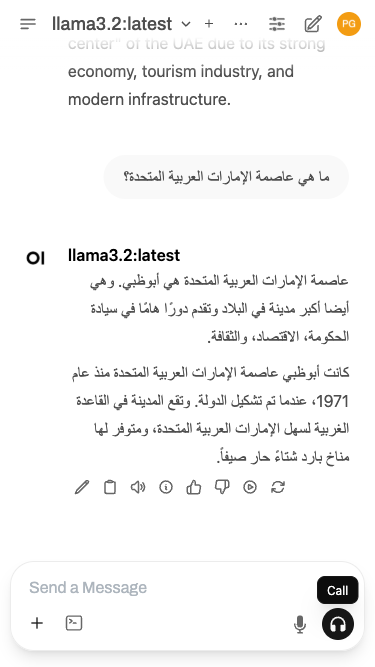 llama3.2:latest
PG
center" of the UAE due to its strong
economy, tourism industry, and
modern infrastructure.
ما هي عاصمة الإمارات العربية المتحدة؟
OI
llama3.2:latest
عاصمة الإمارات العربية المتحدة هي أبوظبي. وهي
أيضا أكبر مدينة في البلاد وتقدم دورًا هامًا في سيادة
الحكومة، الاقتصاد، والثقافة.
كانت أبوظبي عاصمة الإمارات العربية المتحدة منذ عام
1971، عندما تم تشكيل الدولة. وتقع المدينة في القاعدة
الغربية لسهل الإمارات العربية المتحدة، ومتوفر لها
مناخ بارد شتاءً حار صيفاً.
Send a Message
Call